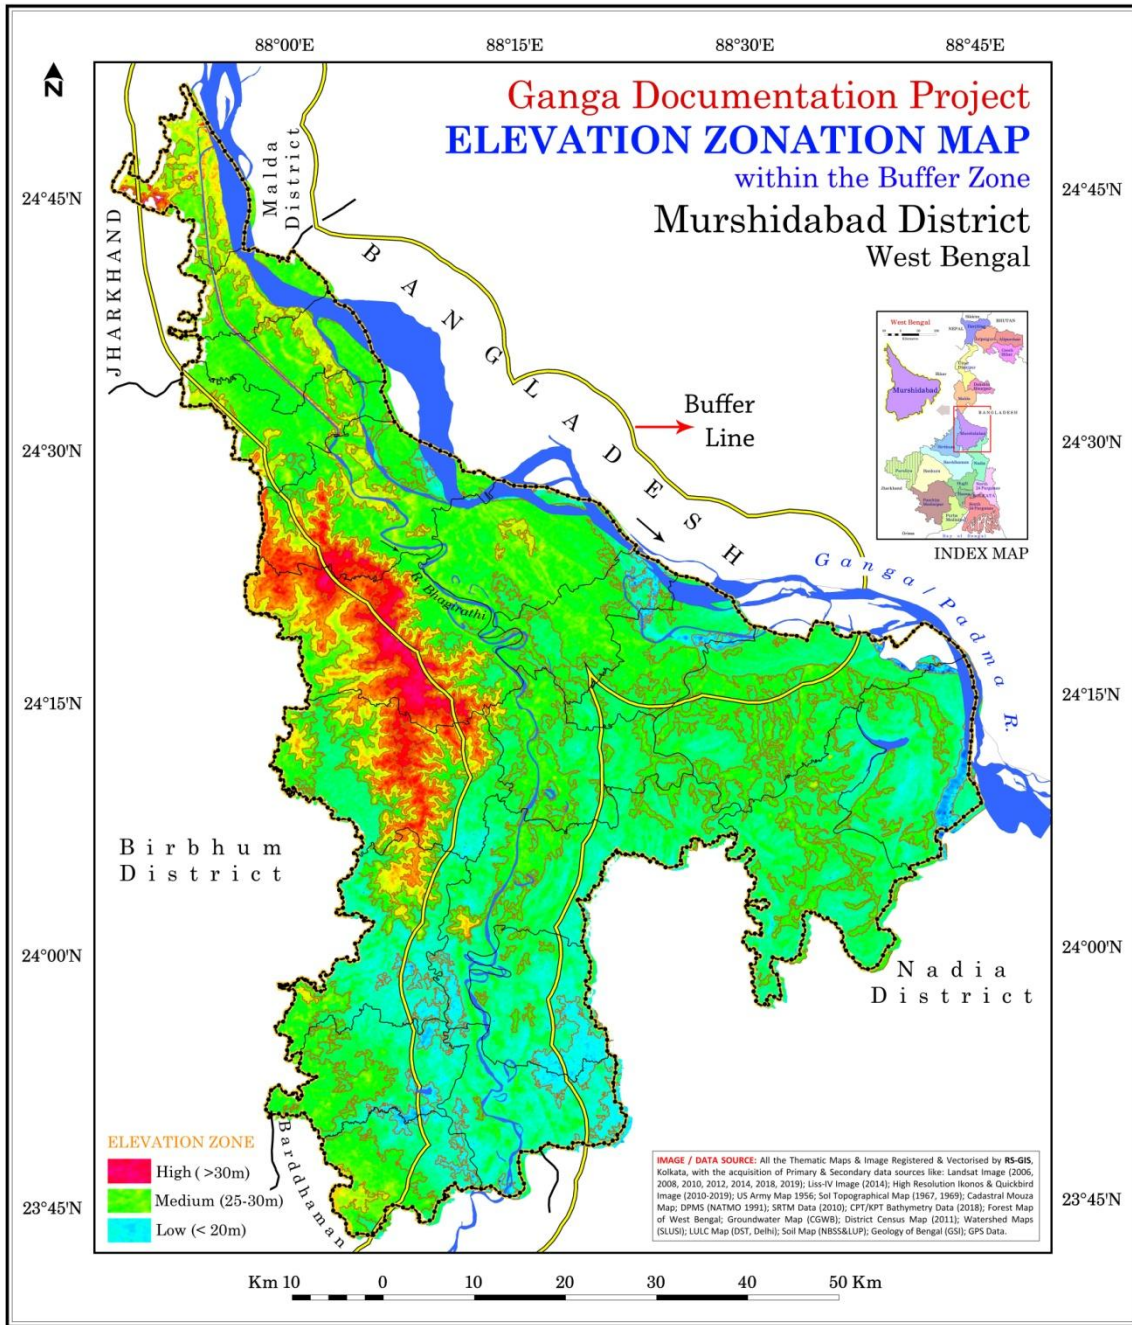 88°00'E 88°15'E 88°30'E 88°45'E
N
Ganga Documentation Project
ELEVATION ZONATION MAP
within the Buffer Zone
Murshidabad District
West Bengal
24°45'N
24°45'N
Malda
District
JHARKHAND
BANGLADESH
Buffer
Line
West Bengal
Murshidabad
INDEX MAP
24°30'N
24°30'N
Ganga / Padma R.
R. Bhagirathi
24°15'N
24°15'N
Birbhum
District
24°00'N
24°00'N
Nadia
District
Barddhaman
ELEVATION ZONE
High ( >30m)
Medium (25-30m)
Low (< 20m)
23°45'N
23°45'N
IMAGE / DATA SOURCE: All the Thematic Maps & Image Registered & Vectorised by RS-GIS,
Kolkata, with the acquisition of Primary & Secondary data sources like: Landsat Image (2006,
2008, 2010, 2012, 2014, 2018, 2019); Liss-IV Image (2014); High Resolution Ikonos & Quickbird
Image (2010-2019); US Army Map 1956; SoI Topographical Map (1967, 1969); Cadastral Mouza
Map; DPMS (NATMO 1991); SRTM Data (2010); CPT/KPT Bathymetry Data (2018); Forest Map
of West Bengal; Groundwater Map (CGWB); District Census Map (2011); Watershed Maps
(SLUSI); LULC Map (DST, Delhi); Soil Map (NBSS&LUP); Geology of Bengal (GSI); GPS Data.
Km 10 0 10 20 30 40 50 Km